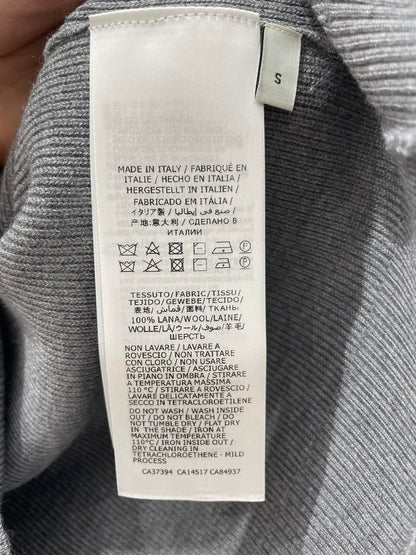 S
MADE IN ITALY / FABRIQUÉ EN
ITALIE / HECHO EN ITALIA /
HERGESTELLT IN ITALIEN /
FABRICADO EM ITÁLIA /
イタリア製 / صنع في إيطاليا /
产地:意大利 / СДЕЛАНО В
ИТАЛИИ
TESSUTO/FABRIC/TISSU/
TEJIDO/GEWEBE/TECIDO/
表地/قماش/面料/ТКАНЬ
100% LANA/WOOL/LAINE/
WOLLE/LÃ/ウール/صوف/羊毛/
ШЕРСТЬ
NON LAVARE / LAVARE A
ROVESCIO / NON TRATTARE
CON CLORO / NON USARE
ASCIUGATRICE / ASCIUGARE
IN PIANO IN OMBRA / STIRARE
A TEMPERATURA MASSIMA
110°C / STIRARE A ROVESCIO /
LAVARE DELICATAMENTE A
SECCO IN TETRACLOROETILENE
DO NOT WASH / WASH INSIDE
OUT / DO NOT BLEACH / DO
NOT TUMBLE DRY / FLAT DRY IN
THE SHADE / IRON AT
MAXIMUM TEMPERATURE
110°C / IRON INSIDE OUT /
DRY CLEANING IN
TETRACHLOROETHENE - MILD
PROCESS
CA37394 CA14517 CA84937